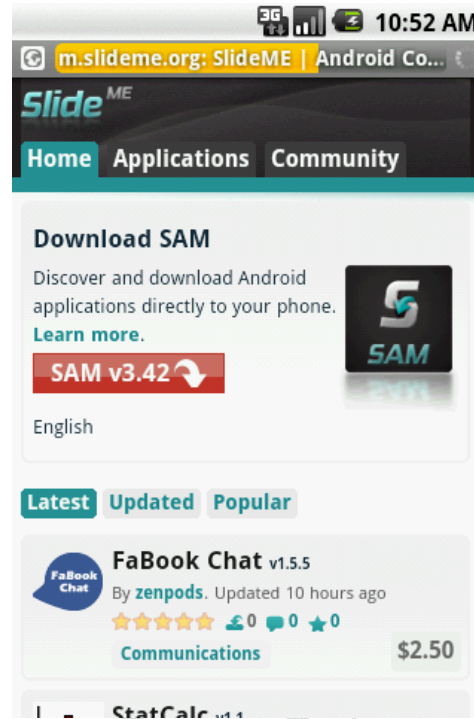 3G 10:52 AM
m.slideme.org: SlideME | Android Co...
Slide ME
Home Applications Community
Download SAM
Discover and download Android
applications directly to your phone.
Learn more.
SAM v3.42
SAM
English
Latest Updated Popular
FaBook Chat v1.5.5
FaBook
Chat
By zenpods. Updated 10 hours ago
0 0 0
Communications
$2.50
StatCalc v1.1